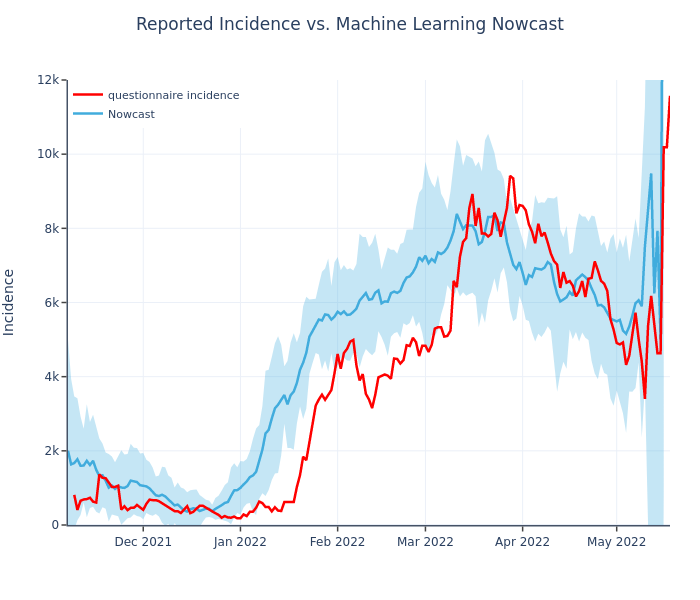 Reported Incidence vs. Machine Learning Nowcast
questionnaire incidence
Nowcast
Incidence
12k
10k
8k
6k
4k
2k
0
Dec 2021
Jan 2022
Feb 2022
Mar 2022
Apr 2022
May 2022